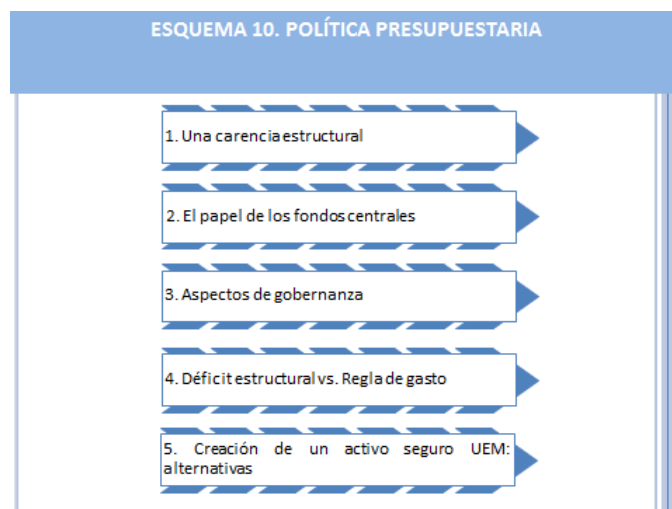 ESQUEMA 10. POLÍTICA PRESUPUESTARIA
1. Una carencia estructural
2. El papel de los fondos centrales
3. Aspectos de gobernanza
4. Déficit estructural vs. Regla de gasto
5. Creación de un activo seguro UEM:
alternativas